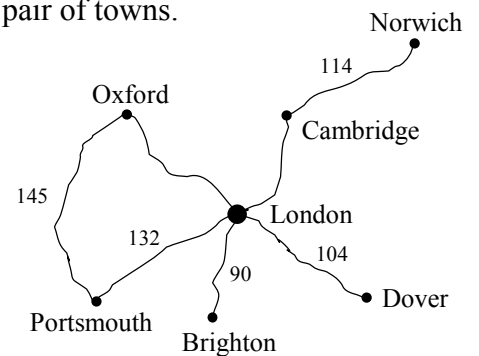 pair of towns.
Norwich
114
Oxford
Cambridge
145
London
132
104
90
Dover
Portsmouth
Brighton